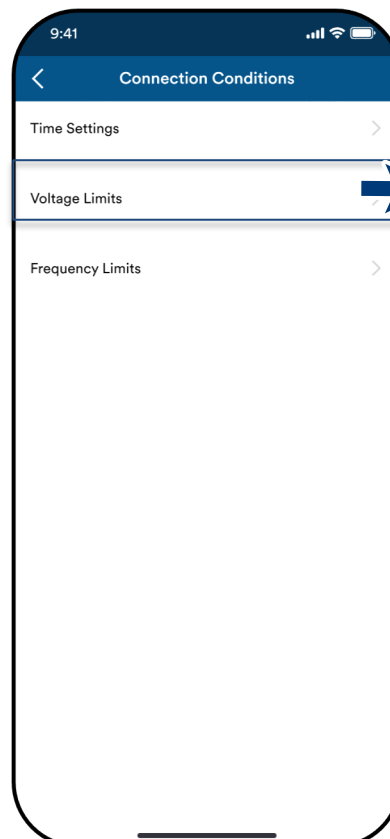 9:41
Connection Conditions
Time Settings
Voltage Limits
Frequency Limits